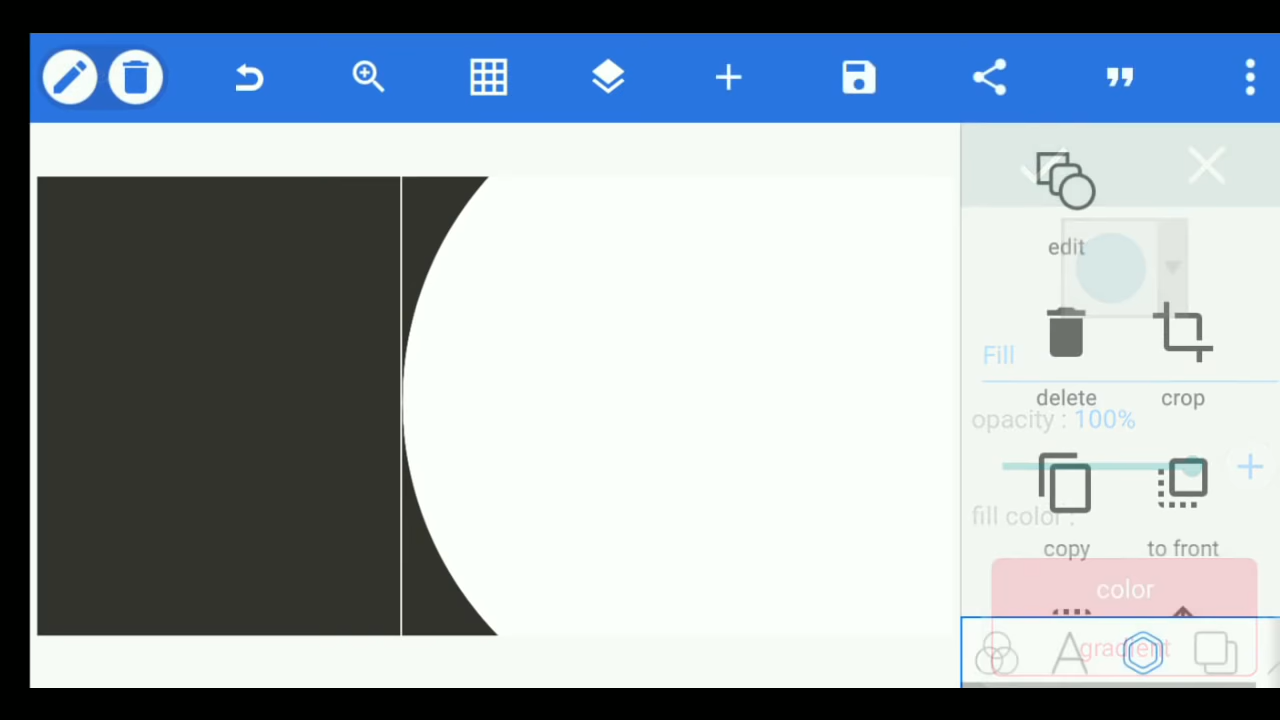 edit
Fill
delete crop
opacity : 100%
fill color :
copy to front
color
gradient